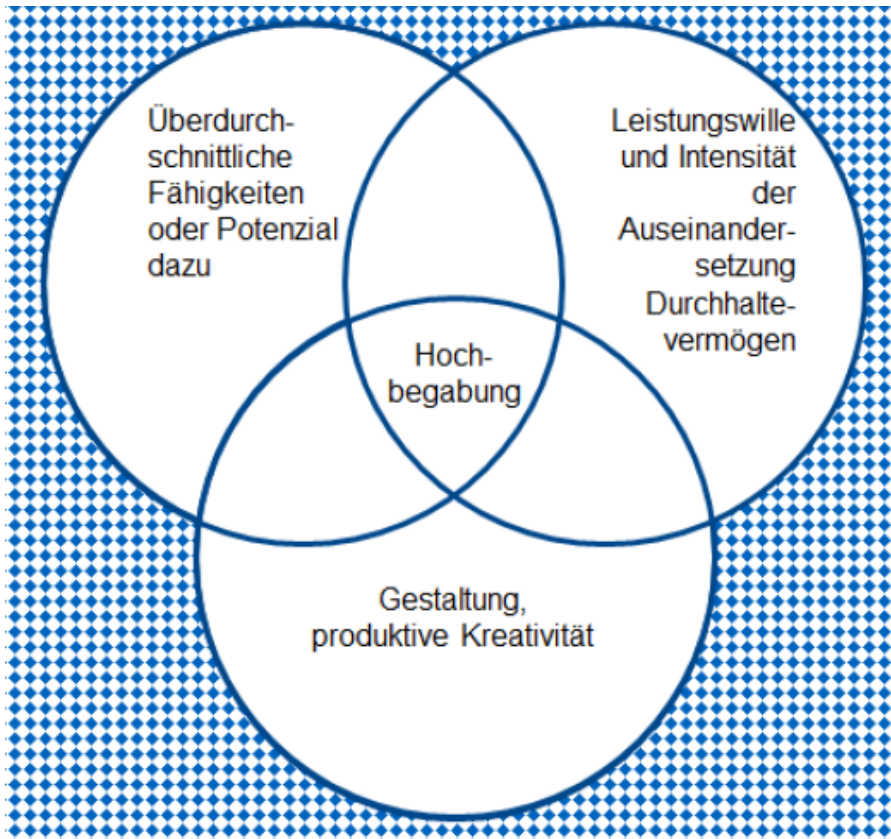 Überdurch-
schnittliche
Fähigkeiten
oder Potenzial
dazu
Leistungswille
und Intensität
der
Auseinander-
setzung
Durchhalte-
vermögen
Hoch-
begabung
Gestaltung,
produktive Kreativität